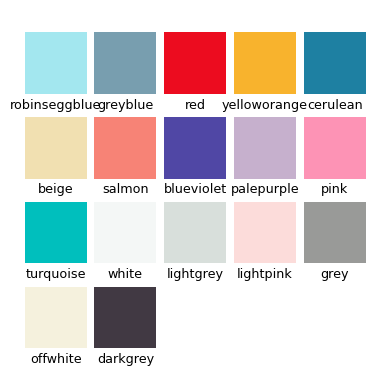 robinseggblue greyblue red yelloworange cerulean
beige salmon blueviolet palepurple pink
turquoise white lightgrey lightpink grey
offwhite darkgrey